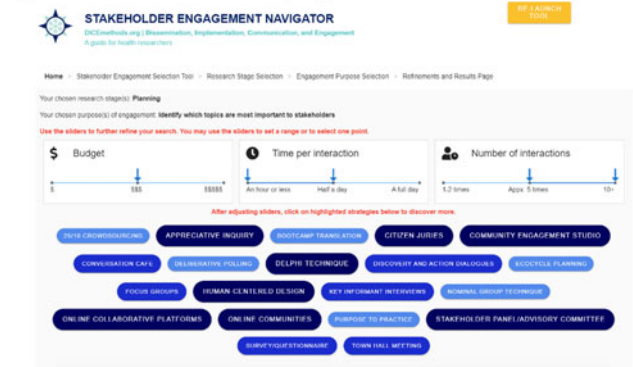 STAKEHOLDER ENGAGEMENT NAVIGATOR
DICEmethods.org | Dissemination, Implementation, Communication, and Engagement
A guide for health researchers
RE-LAUNCH
TOOL
Home > Stakeholder Engagement Selection Tool > Research Stage Selection > Engagement Purpose Selection > Refinements and Results Page
Your chosen research stage(s): Planning
Your chosen purpose(s) of engagement: Identify which topics are most important to stakeholders
Use the sliders to further refine your search. You may use the sliders to set a range or to select one point.
$ Budget
Time per interaction
Number of interactions
$ $$$ $$$$$
An hour or less Half a day A full day
1-2 times Appx. 5 times 10+
After adjusting sliders, click on highlighted strategies below to discover more.
25/10 CROWDSOURCING APPRECIATIVE INQUIRY BOOTCAMP TRANSLATION CITIZEN JURIES COMMUNITY ENGAGEMENT STUDIO
CONVERSATION CAFE DELIBERATIVE POLLING DELPHI TECHNIQUE DISCOVERY AND ACTION DIALOGUES ECOCYCLE PLANNING
FOCUS GROUPS HUMAN CENTERED DESIGN KEY INFORMANT INTERVIEWS NOMINAL GROUP TECHNIQUE
ONLINE COLLABORATIVE PLATFORMS ONLINE COMMUNITIES PURPOSE TO PRACTICE STAKEHOLDER PANEL/ADVISORY COMMITTEE
SURVEY/QUESTIONNAIRE TOWN HALL MEETING